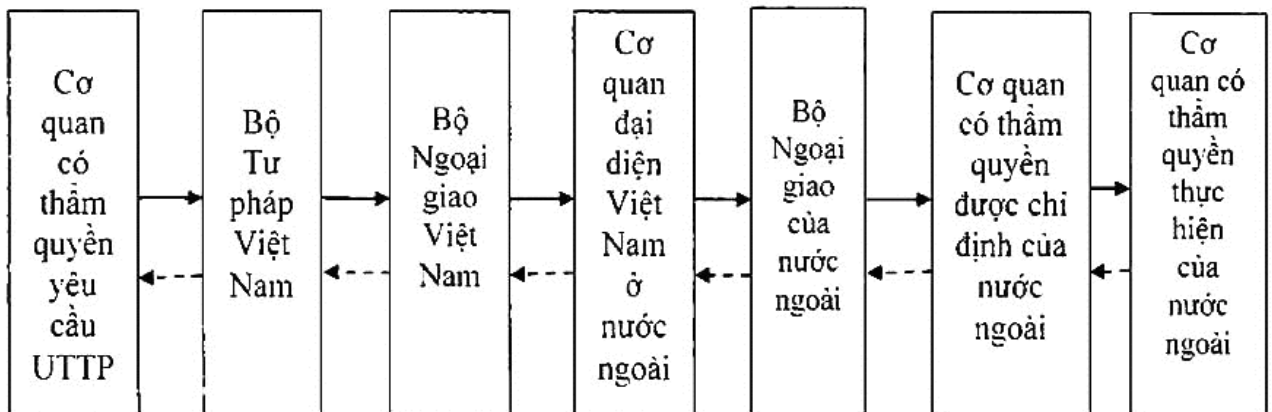 Cơ
quan
có
thẩm
quyền
yêu
cầu
UTTP
Bộ
Tư
pháp
Việt
Nam
Bộ
Ngoại
giao
Việt
Nam
Cơ
quan
đại
diện
Việt
Nam
ở
nước
ngoài
Bộ
Ngoại
giao
của
nước
ngoài
Cơ quan
có thẩm
quyền
được chỉ
định của
nước
ngoài
Cơ
quan có
thẩm
quyền
thực
hiện
của
nước
ngoài